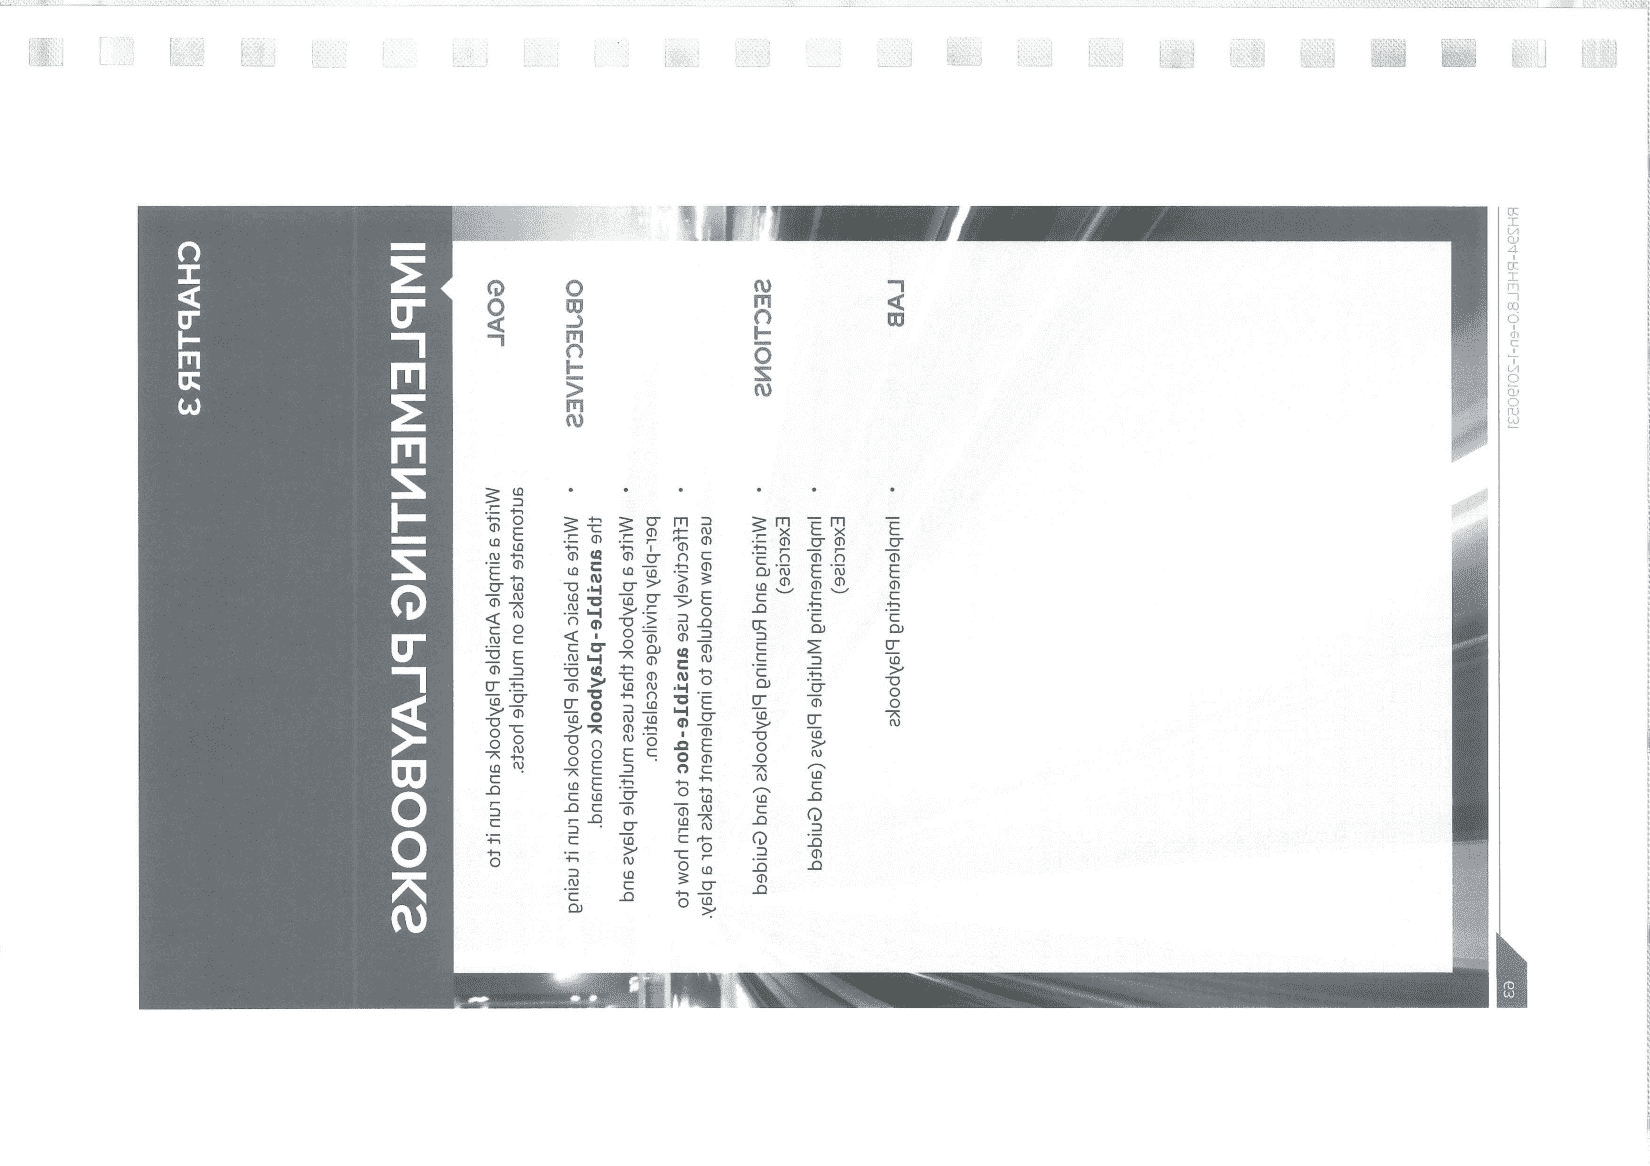 CHAPTER 3
IMPLEMENTING PLAYBOOKS
GOAL
Write a simple Ansible Playbook and run it to
automate tasks on multiple hosts.
OBJECTIVES
• Write a basic Ansible Playbook and run it using
the ansible-playbook command.
• Write a playbook that uses multiple plays and
per-play privilege escalation.
• Effectively use ansible-doc to learn how to
use new modules to implement tasks for a play.
SECTIONS
• Writing and Running Playbooks (and Guided
Exercise)
• Implementing Multiple Plays (and Guided
Exercise)
LAB
• Implementing Playbooks
RH294-RHEL8.0-en-1-20190531
63